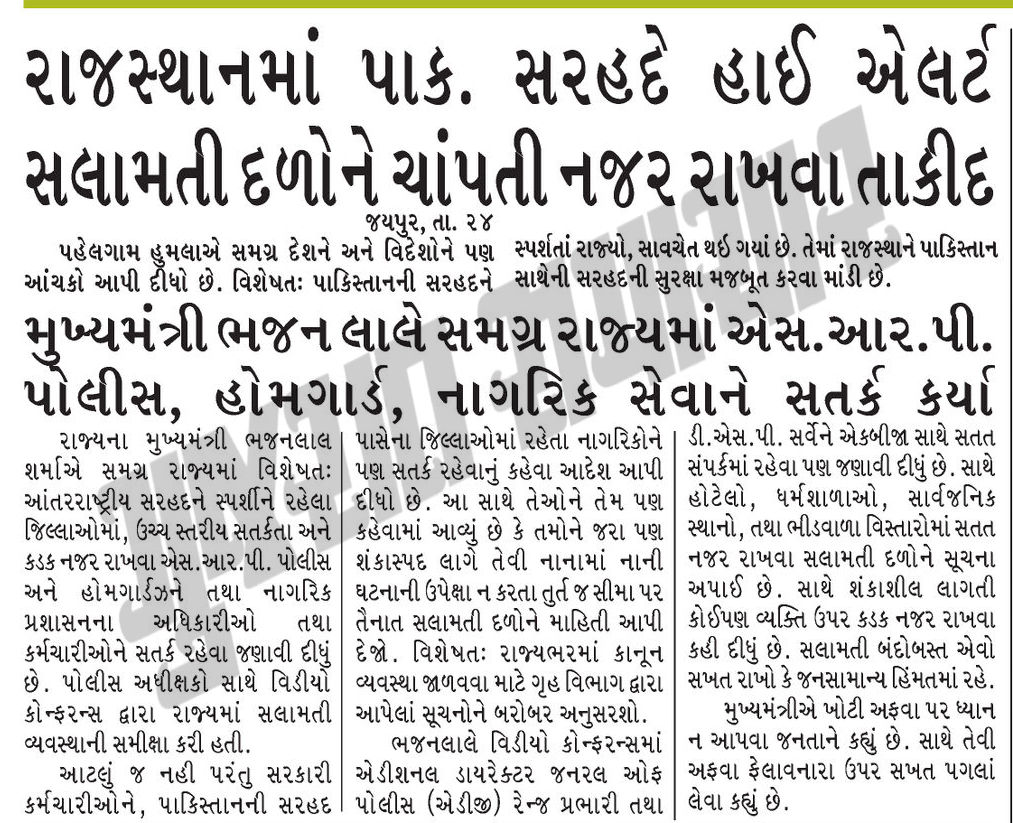 રાજસ્થાનમાં પાક. સરહદે હાઈ એલર્ટ
સલામતી દળોને ચાંપતી નજર રાખવા તાકીદ
જયપુર, તા. ૨૪
પહેલગામ હુમલાએ સમગ્ર દેશને અને વિદેશોને પણ
આંચકો આપી દીધો છે. વિશેષતઃ પાકિસ્તાનની સરહદને
સ્પર્શતાં રાજ્યો, સાવચેત થઈ ગયાં છે. તેમાં રાજસ્થાને પાકિસ્તાન
સાથેની સરહદની સુરક્ષા મજબૂત કરવા માંડી છે.
મુખ્યમંત્રી ભજન લાલે સમગ્ર રાજ્યમાં એસ.આર.પી.
પોલીસ, હોમગાર્ડ, નાગરિક સેવાને સતર્ક કર્યા
રાજ્યના મુખ્યમંત્રી ભજનલાલ
શર્માએ સમગ્ર રાજ્યમાં વિશેષતઃ
આંતરરાષ્ટ્રીય સરહદને સ્પર્શીને રહેલા
જિલ્લાઓમાં, ઉચ્ચ સ્તરીય સતર્કતા અને
કડક નજર રાખવા એસ.આર.પી. પોલીસ
અને હોમગાર્ડઝને તથા નાગરિક
પ્રશાસનના અધિકારીઓ તથા
કર્મચારીઓને સતર્ક રહેવા જણાવી દીધું
છે. પોલીસ અધીક્ષકો સાથે વિડીયો
કોન્ફરન્સ દ્વારા રાજ્યમાં સલામતી
વ્યવસ્થાની સમીક્ષા કરી હતી.
આટલું જ નહી પરંતુ સરકારી
કર્મચારીઓને, પાકિસ્તાનની સરહદ
પાસેના જિલ્લાઓમાં રહેતા નાગરિકોને
પણ સતર્ક રહેવાનું કહેવા આદેશ આપી
દીધો છે. આ સાથે તેઓને તેમ પણ
કહેવામાં આવ્યું છે કે તમોને જરા પણ
શંકાસ્પદ લાગે તેવી નાનામાં નાની
ઘટનાની ઉપેક્ષા ન કરતા તુર્ત જ સીમા પર
તૈનાત સલામતી દળોને માહિતી આપી
દેજો. વિશેષતઃ રાજ્યભરમાં કાનૂન
વ્યવસ્થા જાળવવા માટે ગૃહ વિભાગ દ્વારા
આપેલાં સૂચનોને બરોબર અનુસરશો.
ભજનલાલે વિડીયો કોન્ફરન્સમાં
એડીશનલ ડાયરેક્ટર જનરલ ઓફ
પોલીસ (એડીજી) રેન્જ પ્રભારી તથા
ડી.એસ.પી. સર્વેને એકબીજા સાથે સતત
સંપર્કમાં રહેવા પણ જણાવી દીધું છે. સાથે
હોટેલો, ધર્મશાળાઓ, સાર્વજનિક
સ્થાનો, તથા ભીડવાળા વિસ્તારોમાં સતત
નજર રાખવા સલામતી દળોને સૂચના
અપાઈ છે. સાથે શંકાશીલ લાગતી
કોઈપણ વ્યક્તિ ઉપર કડક નજર રાખવા
કહી દીધું છે. સલામતી બંદોબસ્ત એવો
સખત રાખો કે જનસામાન્ય હિંમતમાં રહે.
મુખ્યમંત્રીએ ખોટી અફવા પર ધ્યાન
ન આપવા જનતાને કહ્યું છે. સાથે તેવી
અફવા ફેલાવનારા ઉપર સખત પગલાં
લેવા કહ્યું છે.
ગુજરાત સમાચાર